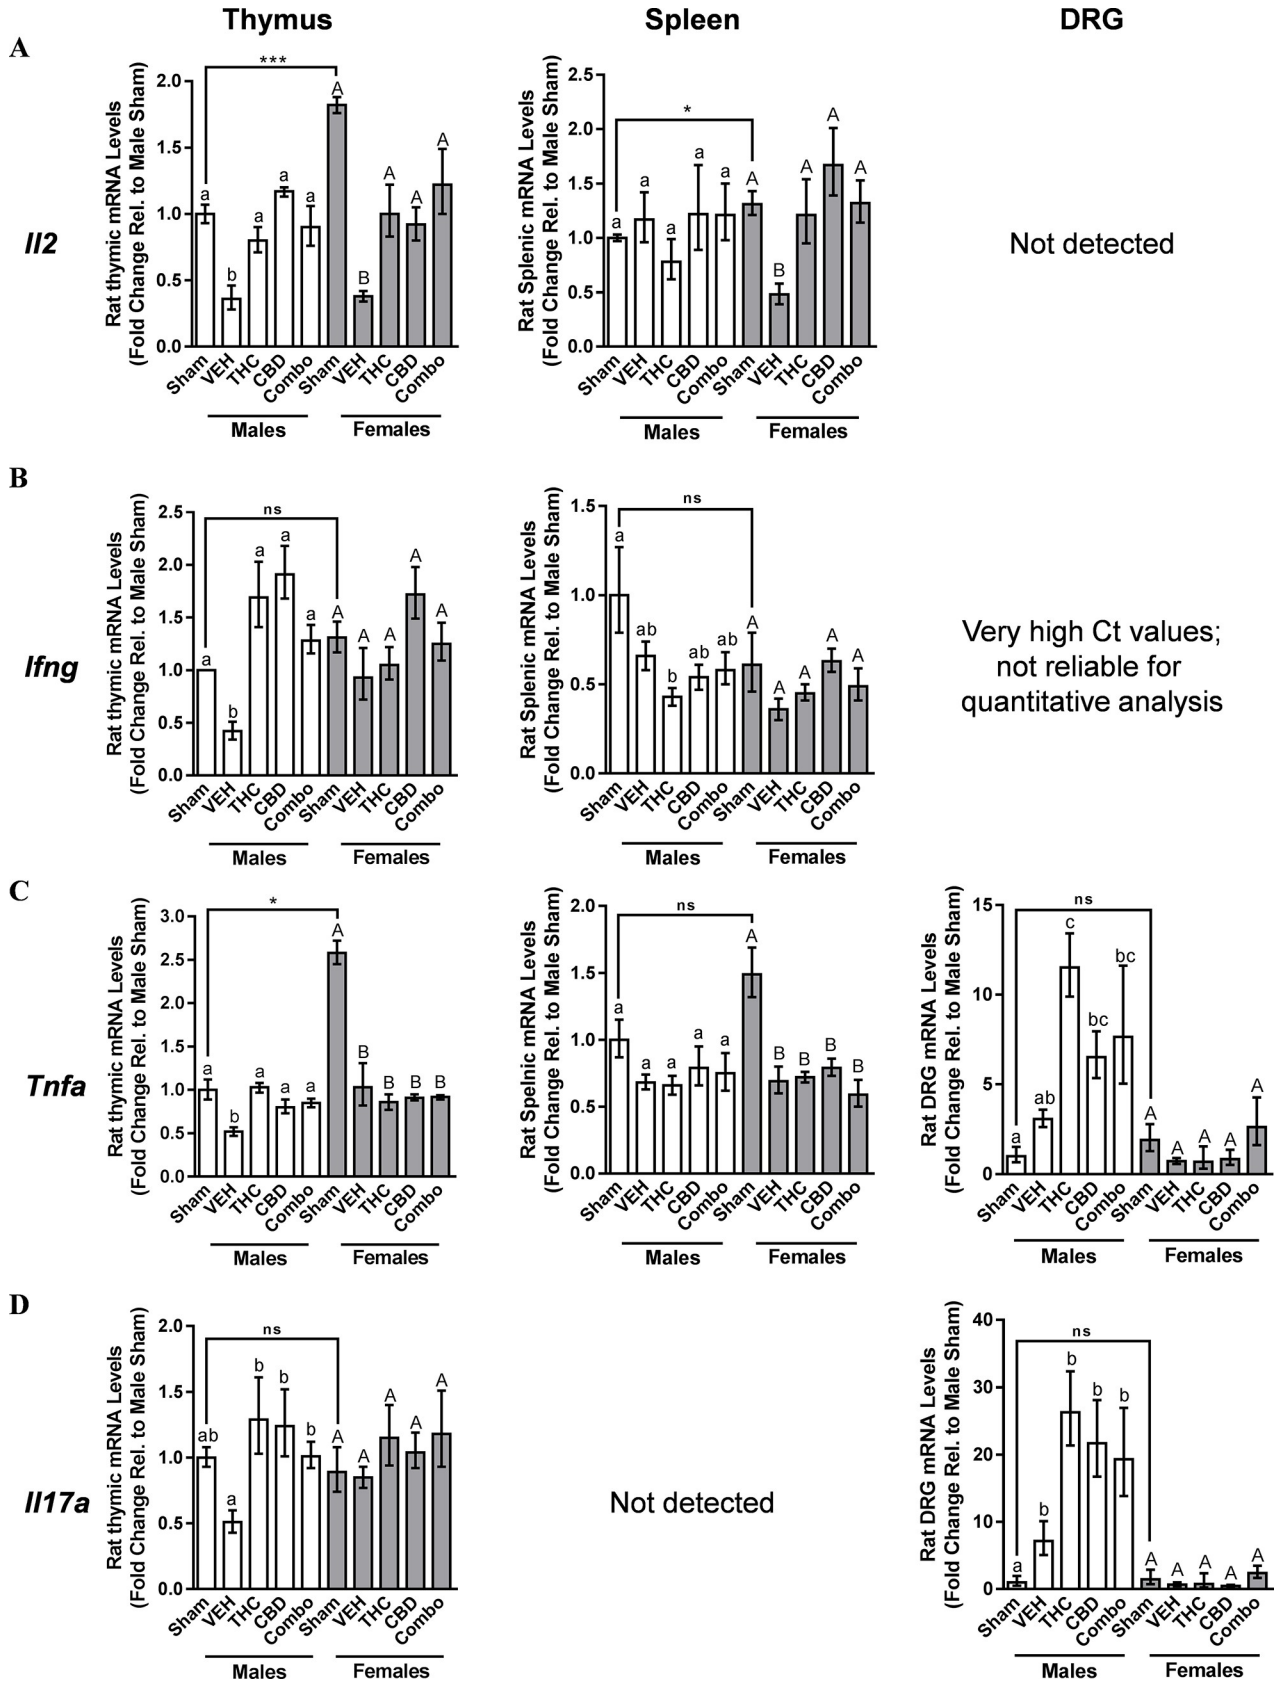 Thymus
Spleen
DRG
A
Il2
Rat thymic mRNA Levels
(Fold Change Rel. to Male Sham)
2.0
1.5
1.0
0.5
0.0
***
a
b
a
a
a
A
B
A
A
A
Sham
VEH
THC
CBD
Combo
Sham
VEH
THC
CBD
Combo
Males
Females
Rat Splenic mRNA Levels
(Fold Change Rel. to Male Sham)
2.5
2.0
1.5
1.0
0.5
0.0
*
a
a
a
a
a
A
B
A
A
A
Sham
VEH
THC
CBD
Combo
Sham
VEH
THC
CBD
Combo
Males
Females
Not detected
B
Ifng
Rat thymic mRNA Levels
(Fold Change Rel. to Male Sham)
2.5
2.0
1.5
1.0
0.5
0.0
ns
a
b
a
a
a
A
A
A
A
A
Sham
VEH
THC
CBD
Combo
Sham
VEH
THC
CBD
Combo
Males
Females
Rat Splenic mRNA Levels
(Fold Change Rel. to Male Sham)
1.5
1.0
0.5
0.0
ns
a
ab
b
ab
ab
A
A
A
A
A
Sham
VEH
THC
CBD
Combo
Sham
VEH
THC
CBD
Combo
Males
Females
Very high Ct values;
not reliable for
quantitative analysis
C
Tnfa
Rat thymic mRNA Levels
(Fold Change Rel. to Male Sham)
3.0
2.5
2.0
1.5
1.0
0.5
0.0
*
a
b
a
a
a
A
B
B
B
B
Sham
VEH
THC
CBD
Combo
Sham
VEH
THC
CBD
Combo
Males
Females
Rat Spelnic mRNA Levels
(Fold Change Rel. to Male Sham)
2.0
1.5
1.0
0.5
0.0
ns
a
a
a
a
a
A
B
B
B
B
Sham
VEH
THC
CBD
Combo
Sham
VEH
THC
CBD
Combo
Males
Females
Rat DRG mRNA Levels
(Fold Change Rel. to Male Sham)
15
10
5
0
ns
a
ab
c
bc
bc
A
A
A
A
A
Sham
VEH
THC
CBD
Combo
Sham
VEH
THC
CBD
Combo
Males
Females
D
Il17a
Rat thymic mRNA Levels
(Fold Change Rel. to Male Sham)
2.0
1.5
1.0
0.5
0.0
ns
ab
a
b
b
b
A
A
A
A
A
Sham
VEH
THC
CBD
Combo
Sham
VEH
THC
CBD
Combo
Males
Females
Not detected
Rat DRG mRNA Levels
(Fold Change Rel. to Male Sham)
40
30
20
10
0
ns
a
b
b
b
b
A
A
A
A
A
Sham
VEH
THC
CBD
Combo
Sham
VEH
THC
CBD
Combo
Males
Females